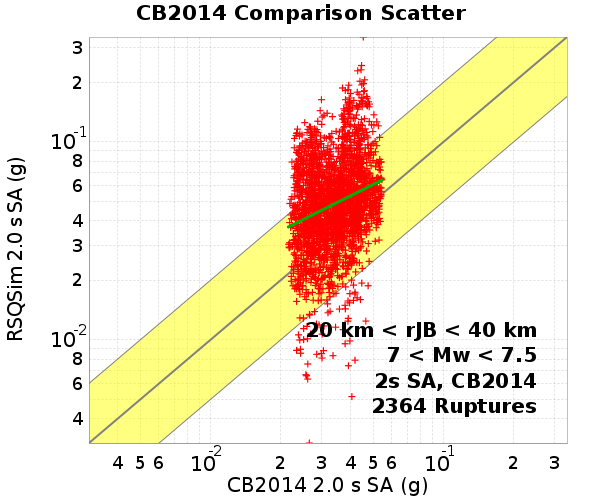 CB2014 Comparison Scatter
RSQSim 2.0 s SA (g)
3
2
10-1
8
6
4
3
2
10-2
8
6
4
20 km < rJB < 40 km
7 < Mw < 7.5
2s SA, CB2014
2364 Ruptures
4 5 6 10-2 2 3 4 5 6 10-1 2 3
CB2014 2.0 s SA (g)